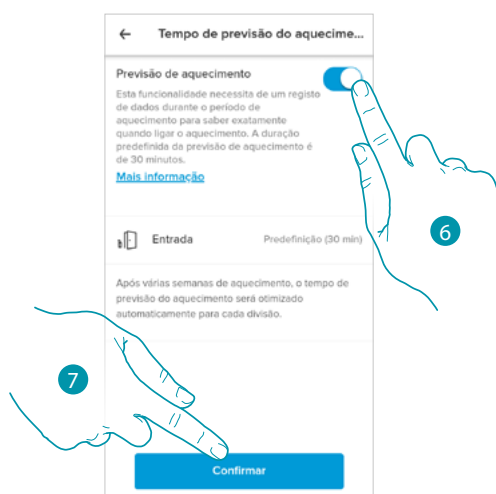 ← Tempo de previsão do aquecime...
Previsão de aquecimento
Esta funcionalidade necessita de um registo
de dados durante o período de
aquecimento para saber exatamente
quando ligar o aquecimento. A duração
predefinida da previsão de aquecimento é
de 30 minutos.
Mais informação
6
Entrada Predefinição (30 min)
Após várias semanas de aquecimento, o tempo de
previsão do aquecimento será otimizado
automaticamente para cada divisão.
7
Confirmar